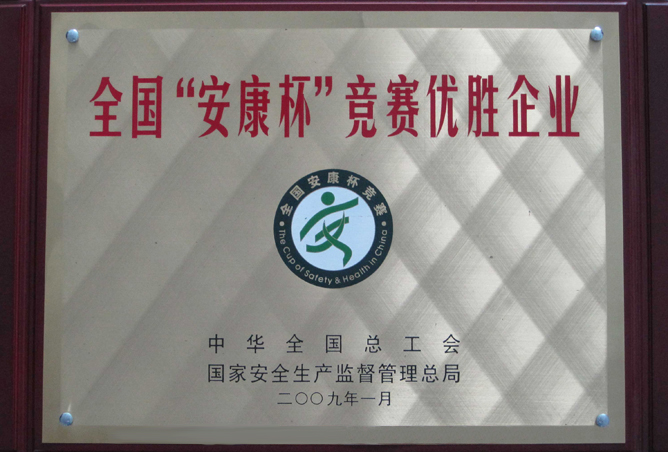 全国“安康杯”竞赛优胜企业
全国安康杯竞赛
The Cup of Safety & Health in China
中华全国总工会
国家安全生产监督管理总局
二〇〇九年一月